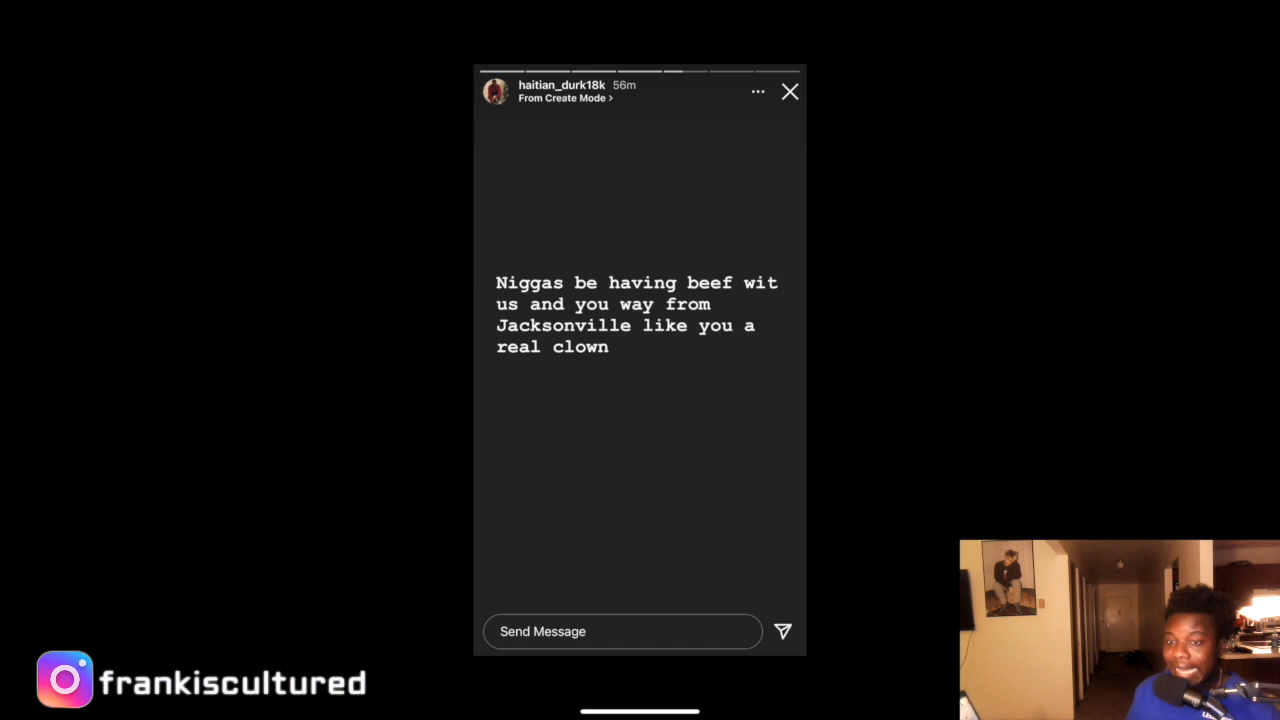 haitian_durk18k 56m
From Create Mode >
Niggas be having beef wit
us and you way from
Jacksonville like you a
real clown
Send Message
frankiscultured